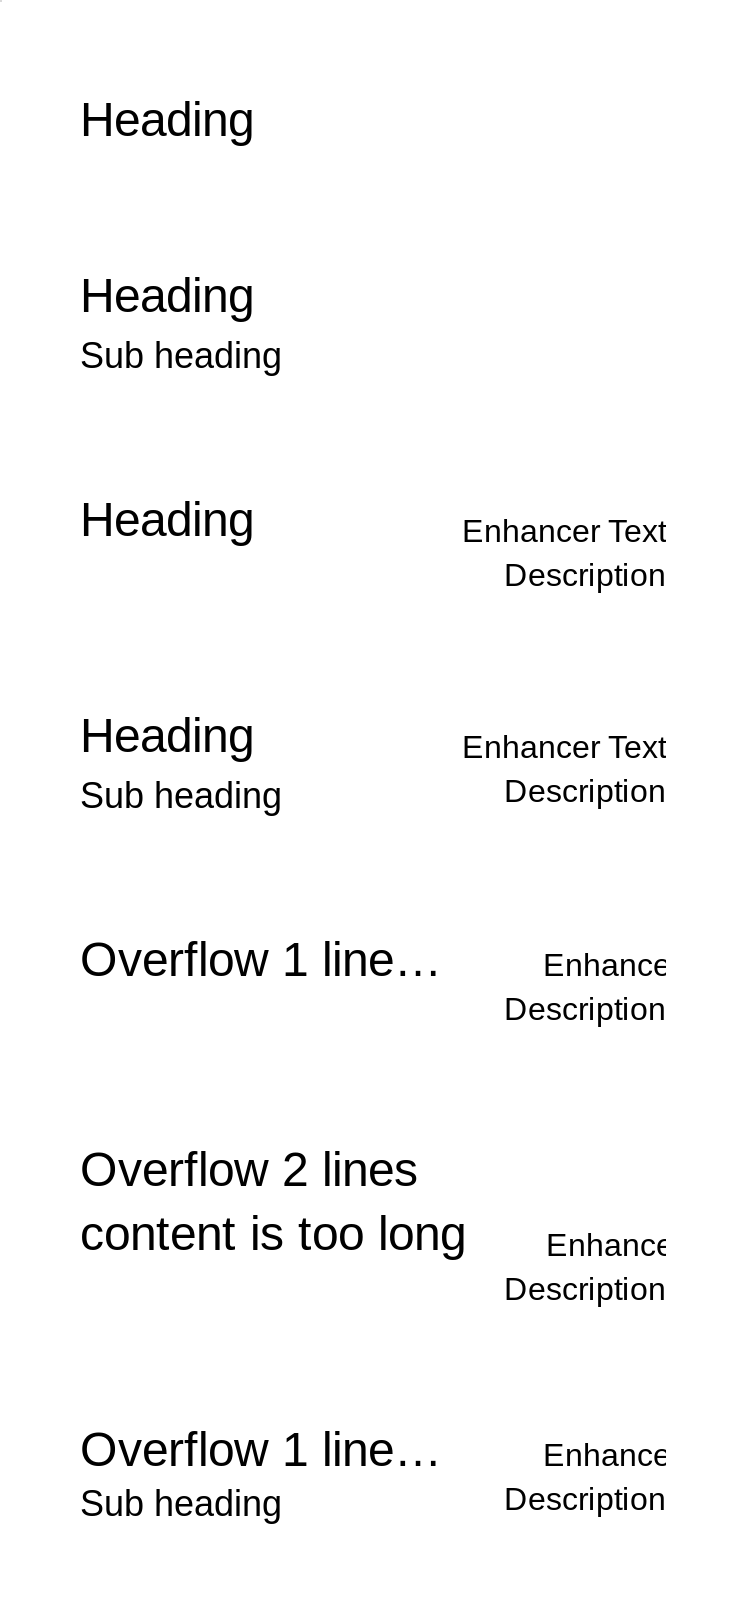 Heading
Heading
Sub heading
Heading
Enhancer Text
Description
Heading
Enhancer Text
Sub heading
Description
Overflow 1 line…
Enhance
Description
Overflow 2 lines
content is too long
Enhance
Description
Overflow 1 line…
Enhance
Sub heading
Description